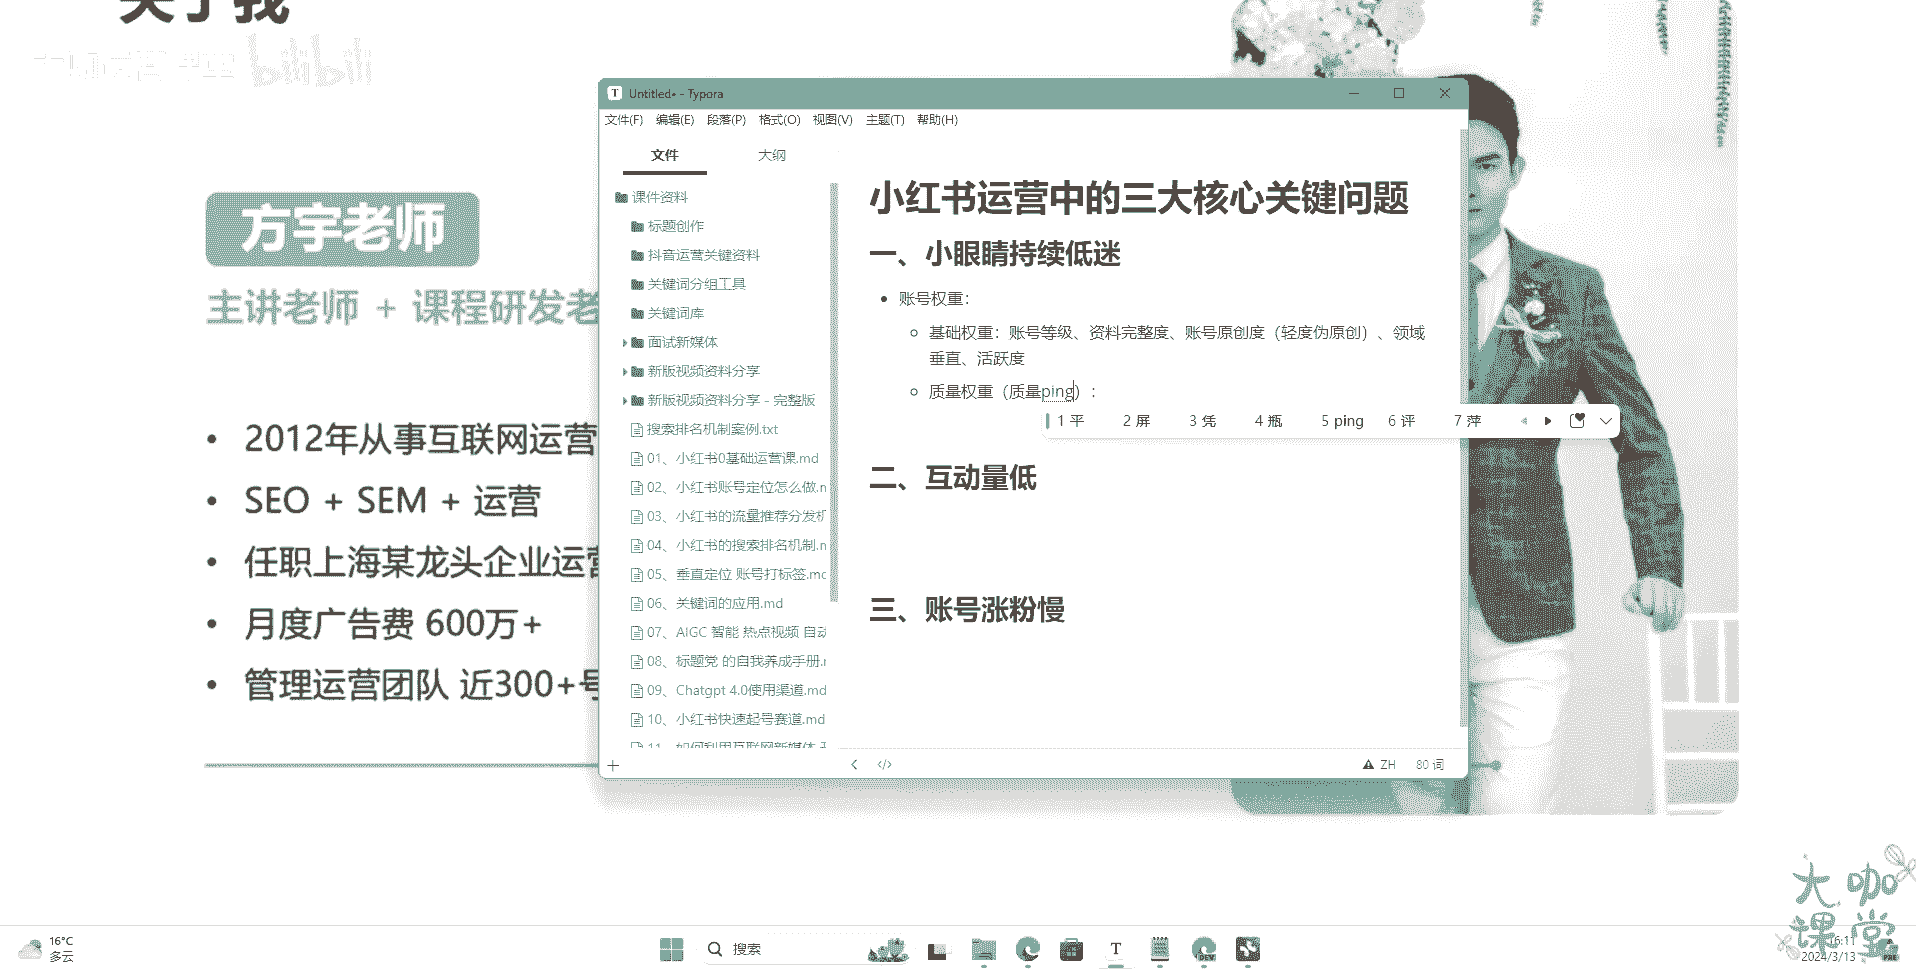 关于我
bilibili
方宇老师
主讲老师 + 课程研发老
2012年从事互联网运营
SEO + SEM + 运营
任职上海某龙头企业运营
月度广告费 600万+
管理运营团队 近300+号
Untitled• - Typora
文件(F) 编辑(E) 段落(P) 格式(O) 视图(V) 主题(T) 帮助(H)
文件 大纲
课件资料
标题创作
抖音运营关键资料
关键词分组工具
关键词库
面试新媒体
新版视频资料分享
新版视频资料分享 - 完整版
搜索排名机制案例.txt
01、小红书0基础运营课.md
02、小红书账号定位怎么做.m
03、小红书的流量推荐分发机
04、小红书的搜索排名机制.m
05、垂直定位 账号打标签.mc
06、关键词的应用.md
07、AIGC 智能 热点视频 自动
08、标题党 的自我养成手册.r
09、Chatgpt 4.0使用渠道.md
10、小红书快速起号赛道.md
11、如何利用互联网新媒体
小红书运营中的三大核心关键问题
一、小眼睛持续低迷
账号权重：
基础权重：账号等级、资料完整度、账号原创度（轻度伪原创）、领域
垂直、活跃度
质量权重（质量ping）：
1 平 2 屏 3 凭 4 瓶 5 ping 6 评 7 萍
二、互动量低
三、账号涨粉慢
ZH 80 词
大咖
课堂
16°C
多云
搜索
16:11
2024/3/13